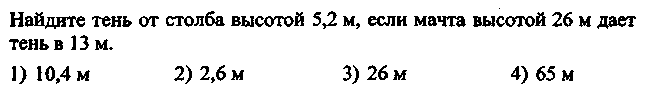 Найдите тень от столба высотой 5,2 м, если мачта высотой 26 м дает
тень в 13 м.
1) 10,4 м 2) 2,6 м 3) 26 м 4) 65 м